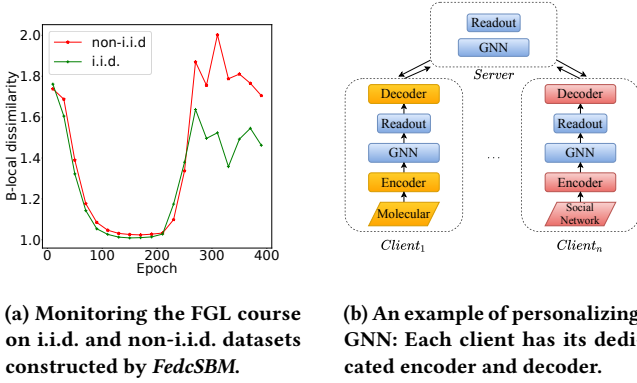 2.0
1.8
1.6
1.4
1.2
1.0
B-local dissimilarity
non-i.i.d
i.i.d.
0
100
200
300
400
Epoch
Readout
GNN
Server
Decoder
Readout
GNN
Encoder
Molecular
Client1
...
Decoder
Readout
GNN
Encoder
Social
Network
Clientn
(a) Monitoring the FGL course
on i.i.d. and non-i.i.d. datasets
constructed by FedcSBM.
(b) An example of personalizing
GNN: Each client has its dedi-
cated encoder and decoder.